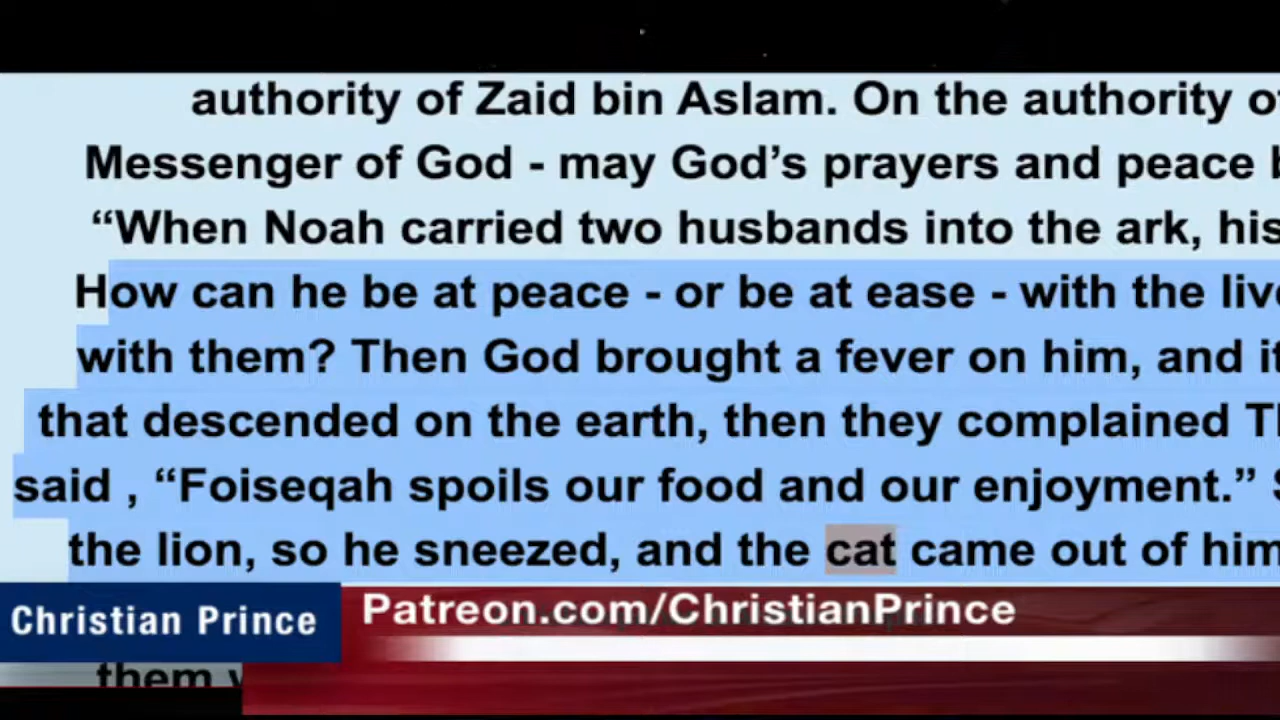 authority of Zaid bin Aslam. On the authority of
Messenger of God - may God's prayers and peace
“When Noah carried two husbands into the ark, his
How can he be at peace - or be at ease - with the
with them? Then God brought a fever on him, and it
that descended on the earth, then they complained
said , “Foiseqah spoils our food and our enjoyment.”
the lion, so he sneezed, and the cat came out of him
Christian Prince
Patreon.com/ChristianPrince
them